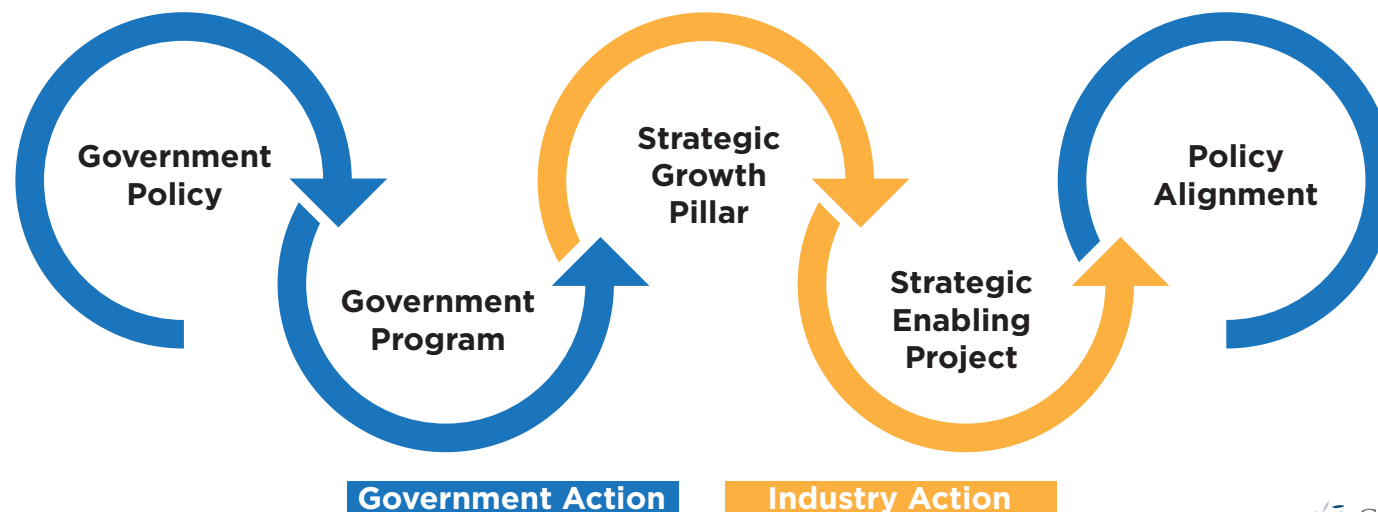 Government
Policy
Government
Program
Strategic
Growth
Pillar
Strategic
Enabling
Project
Policy
Alignment
Government Action
Industry Action